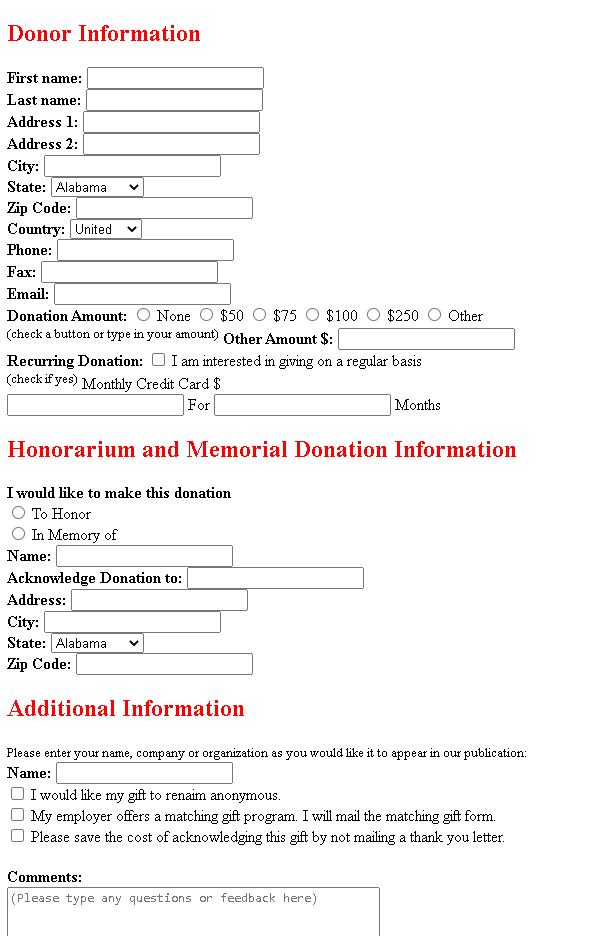 Donor Information
First name:
Last name:
Address 1:
Address 2:
City:
State: Alabama
Zip Code:
Country: United
Phone:
Fax:
Email:
Donation Amount: None $50 $75 $100 $250 Other
(check a button or type in your amount) Other Amount $:
Recurring Donation: I am interested in giving on a regular basis
(check if yes) Monthly Credit Card $
For Months
Honorarium and Memorial Donation Information
I would like to make this donation
To Honor
In Memory of
Name:
Acknowledge Donation to:
Address:
City:
State: Alabama
Zip Code:
Additional Information
Please enter your name, company or organization as you would like it to appear in our publication:
Name:
I would like my gift to renaim anonymous.
My employer offers a matching gift program. I will mail the matching gift form.
Please save the cost of acknowledging this gift by not mailing a thank you letter.
Comments:
(Please type any questions or feedback here)